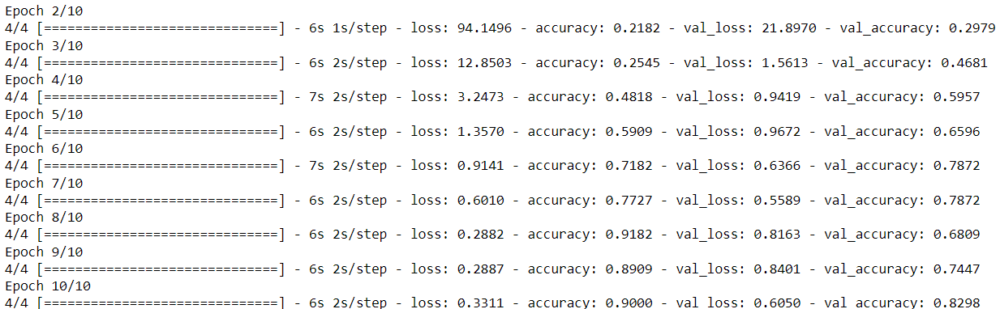 Epoch 2/10
4/4 [==============================] - 6s 1s/step - loss: 94.1496 - accuracy: 0.2182 - val_loss: 21.8970 - val_accuracy: 0.2979
Epoch 3/10
4/4 [==============================] - 6s 2s/step - loss: 12.8503 - accuracy: 0.2545 - val_loss: 1.5613 - val_accuracy: 0.4681
Epoch 4/10
4/4 [==============================] - 7s 2s/step - loss: 3.2473 - accuracy: 0.4818 - val_loss: 0.9419 - val_accuracy: 0.5957
Epoch 5/10
4/4 [==============================] - 6s 2s/step - loss: 1.3570 - accuracy: 0.5909 - val_loss: 0.9672 - val_accuracy: 0.6596
Epoch 6/10
4/4 [==============================] - 7s 2s/step - loss: 0.9141 - accuracy: 0.7182 - val_loss: 0.6366 - val_accuracy: 0.7872
Epoch 7/10
4/4 [==============================] - 6s 2s/step - loss: 0.6010 - accuracy: 0.7727 - val_loss: 0.5589 - val_accuracy: 0.7872
Epoch 8/10
4/4 [==============================] - 6s 2s/step - loss: 0.2882 - accuracy: 0.9182 - val_loss: 0.8163 - val_accuracy: 0.6809
Epoch 9/10
4/4 [==============================] - 6s 2s/step - loss: 0.2887 - accuracy: 0.8909 - val_loss: 0.8401 - val_accuracy: 0.7447
Epoch 10/10
4/4 [==============================] - 6s 2s/step - loss: 0.3311 - accuracy: 0.9000 - val_loss: 0.6050 - val_accuracy: 0.8298